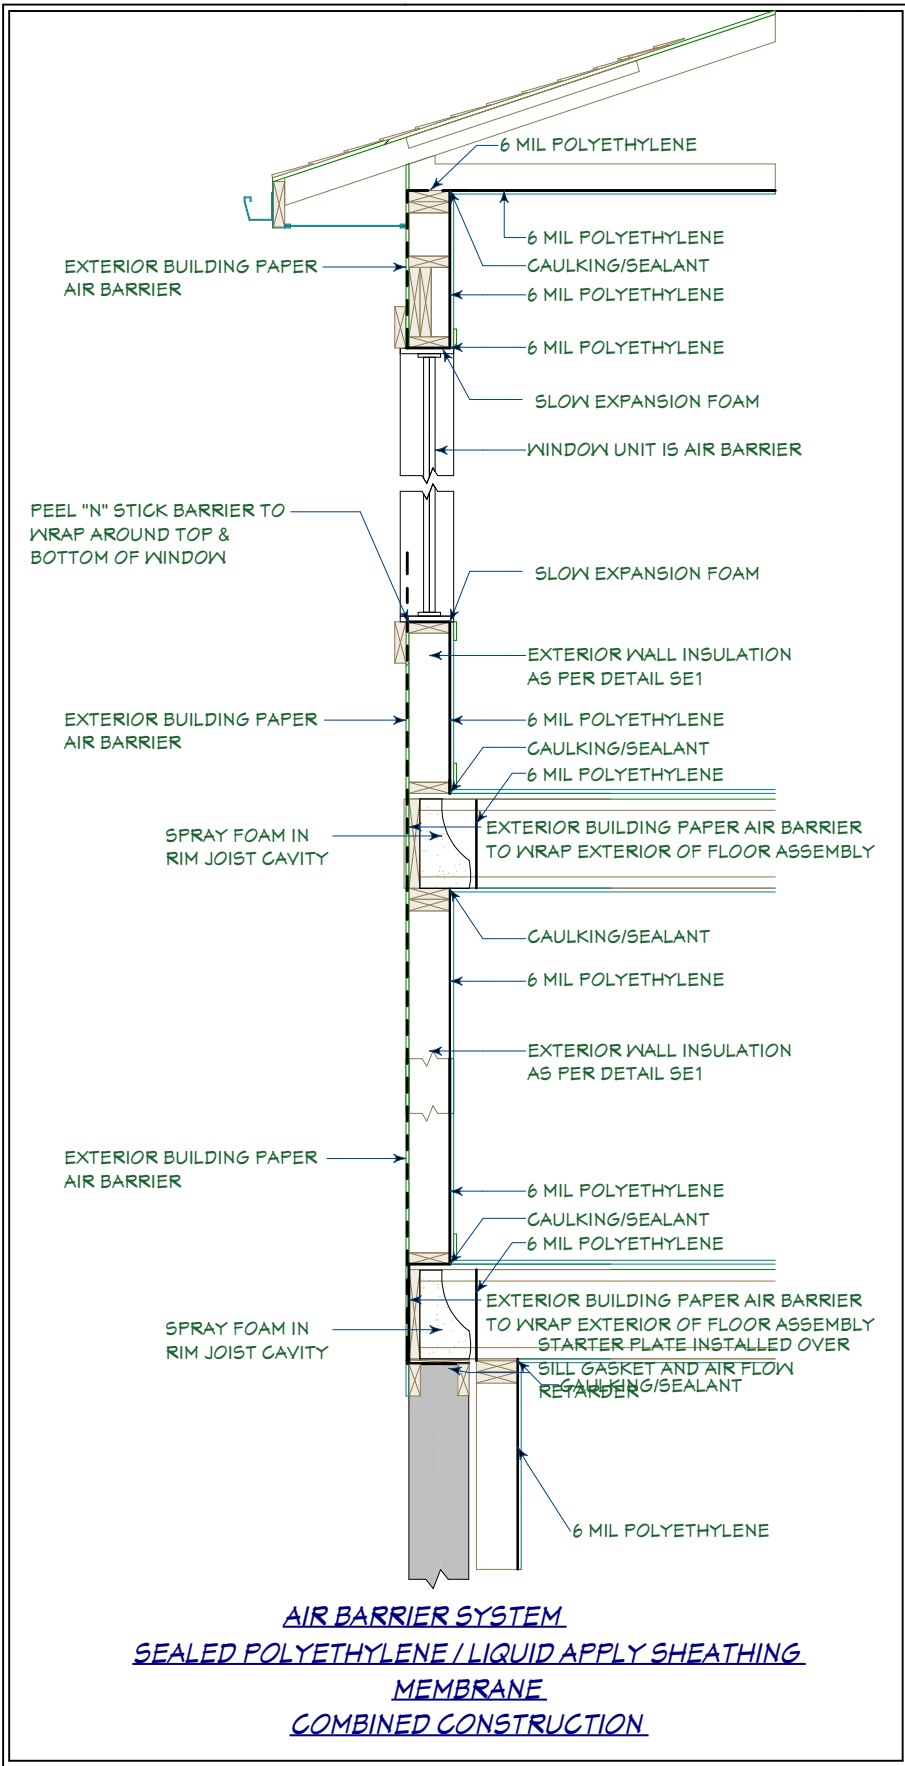 6 MIL POLYETHYLENE
6 MIL POLYETHYLENE
EXTERIOR BUILDING PAPER
AIR BARRIER
CAULKING/SEALANT
6 MIL POLYETHYLENE
6 MIL POLYETHYLENE
SLOW EXPANSION FOAM
WINDOW UNIT IS AIR BARRIER
PEEL "N" STICK BARRIER TO
WRAP AROUND TOP &
BOTTOM OF WINDOW
SLOW EXPANSION FOAM
EXTERIOR WALL INSULATION
AS PER DETAIL SE1
EXTERIOR BUILDING PAPER
AIR BARRIER
6 MIL POLYETHYLENE
CAULKING/SEALANT
6 MIL POLYETHYLENE
SPRAY FOAM IN
RIM JOIST CAVITY
EXTERIOR BUILDING PAPER AIR BARRIER
TO WRAP EXTERIOR OF FLOOR ASSEMBLY
CAULKING/SEALANT
6 MIL POLYETHYLENE
EXTERIOR WALL INSULATION
AS PER DETAIL SE1
EXTERIOR BUILDING PAPER
AIR BARRIER
6 MIL POLYETHYLENE
CAULKING/SEALANT
6 MIL POLYETHYLENE
EXTERIOR BUILDING PAPER AIR BARRIER
TO WRAP EXTERIOR OF FLOOR ASSEMBLY
SPRAY FOAM IN
RIM JOIST CAVITY
STARTER PLATE INSTALLED OVER
SILL GASKET AND AIR FLOW
RETARDER
CAULKING/SEALANT
6 MIL POLYETHYLENE
AIR BARRIER SYSTEM
SEALED POLYETHYLENE / LIQUID APPLY SHEATHING
MEMBRANE
COMBINED CONSTRUCTION